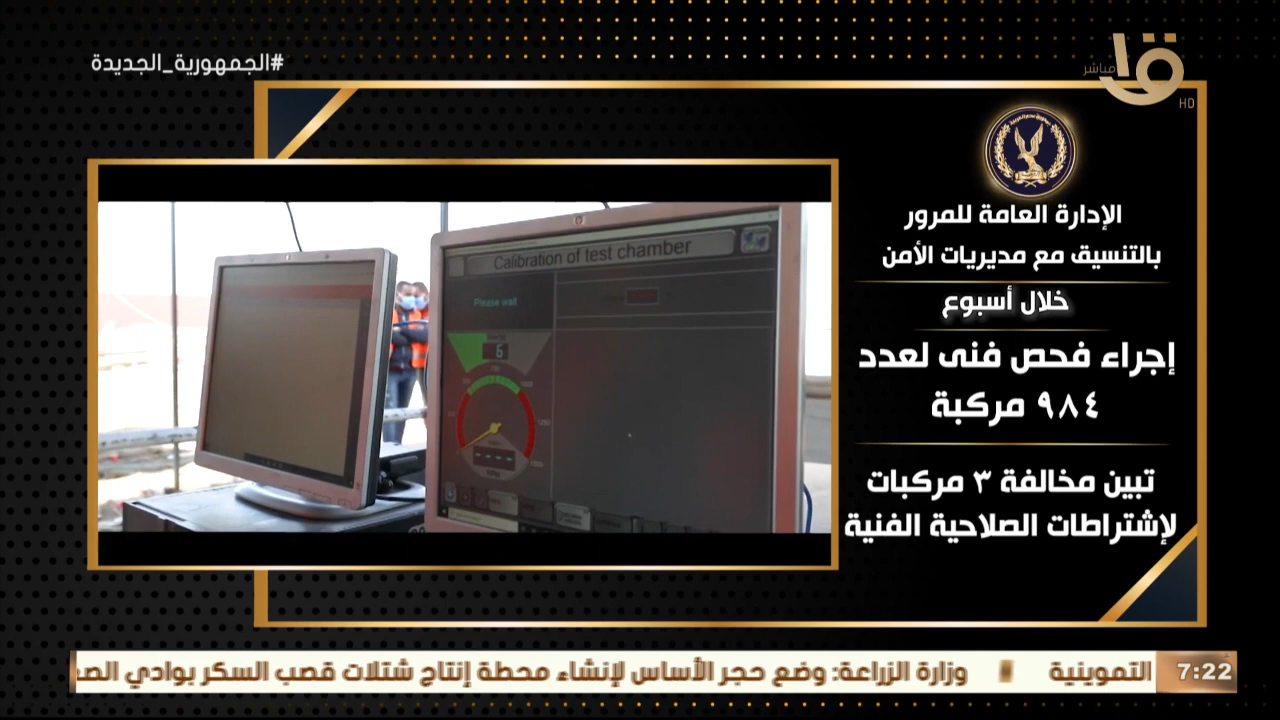 #الجمهورية_الجديدة
مباشر
HD
الإدارة العامة للمرور
بالتنسيق مع مديريات الأمن
خلال أسبوع
إجراء فحص فنى لعدد
٩٨٤ مركبة
تبين مخالفة ٣ مركبات
لإشتراطات الصلاحية الفنية
Calibration of test chamber
Please wait
6
7:22
التموينية
وزارة الزراعة: وضع حجر الأساس لإنشاء محطة إنتاج شتلات قصب السكر بوادي